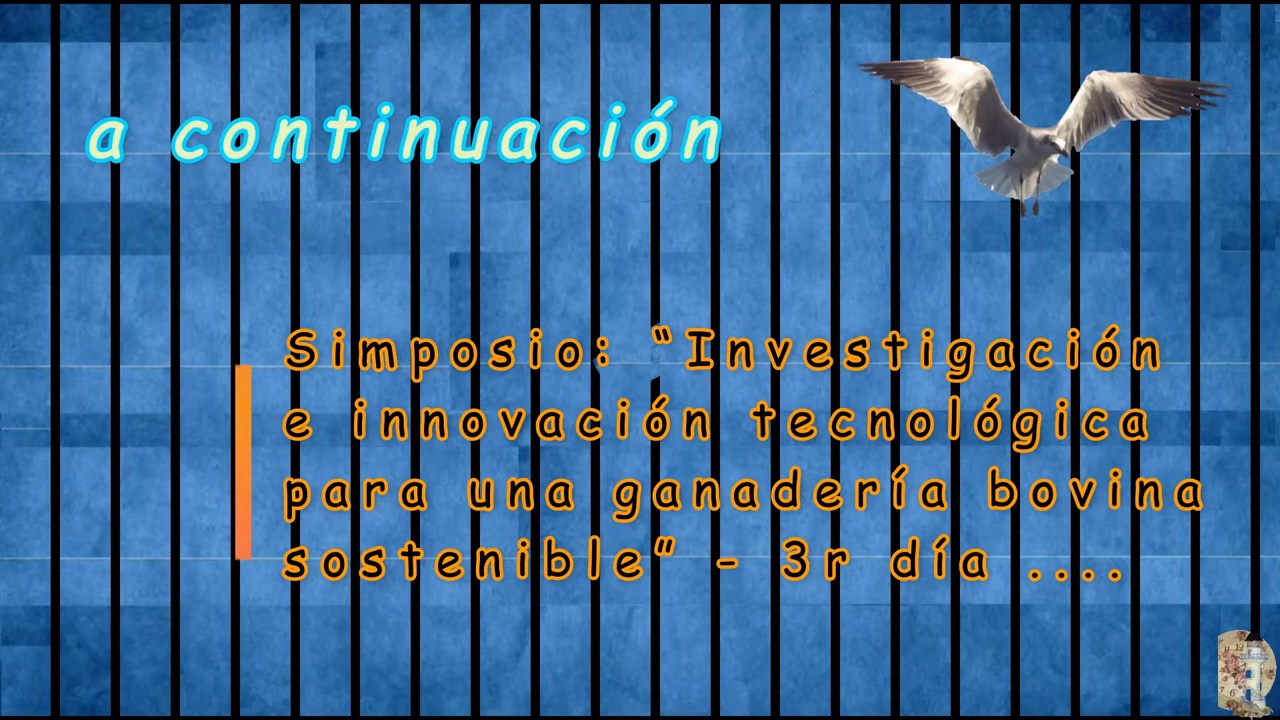 a continuación
Simposio: “Investigación
e innovación tecnológica
para una ganadería bovina
sostenible” - 3r día ....